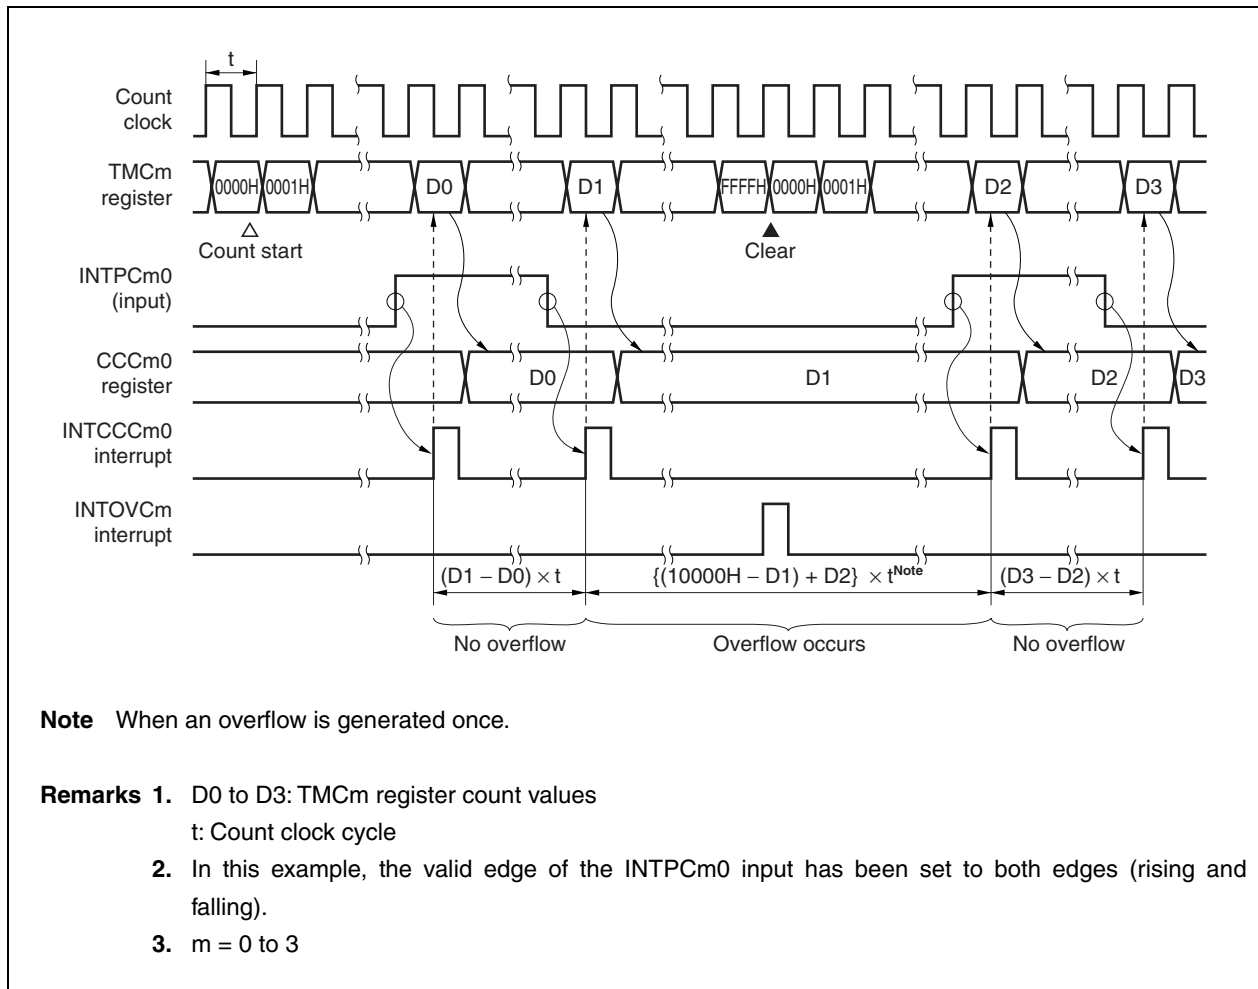 t
Count
clock
TMCm
register
0000H 0001H D0 D1 FFFFH 0000H 0001H D2 D3
Count start
Clear
INTPCm0
(input)
CCCm0
register
D0 D1 D2 D3
INTCCCm0
interrupt
INTOVCm
interrupt
(D1 – D0) × t {(10000H – D1) + D2} × tNote (D3 – D2) × t
No overflow Overflow occurs No overflow
Note When an overflow is generated once.
Remarks 1. D0 to D3: TMCm register count values
t: Count clock cycle
2. In this example, the valid edge of the INTPCm0 input has been set to both edges (rising and
falling).
3. m = 0 to 3